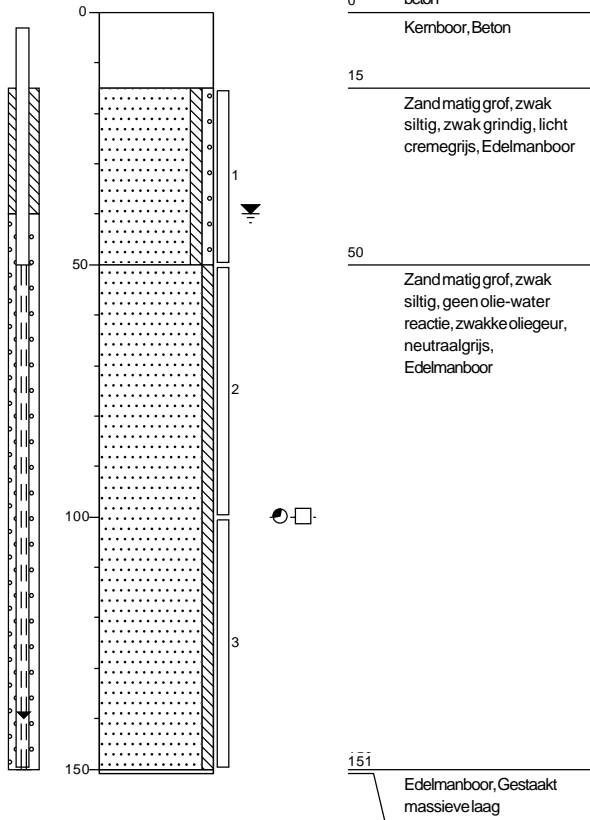 0
beton
Kernboor, Beton
15
Zand matig grof, zwak
siltig, zwak grindig, licht
cremegrijs, Edelmanboor
50
Zand matig grof, zwak
siltig, geen olie-water
reactie, zwakke oliegeur,
neutraalgrijs,
Edelmanboor
151
Edelmanboor, Gestaakt
massieve laag
0
50
100
150
1
2
3